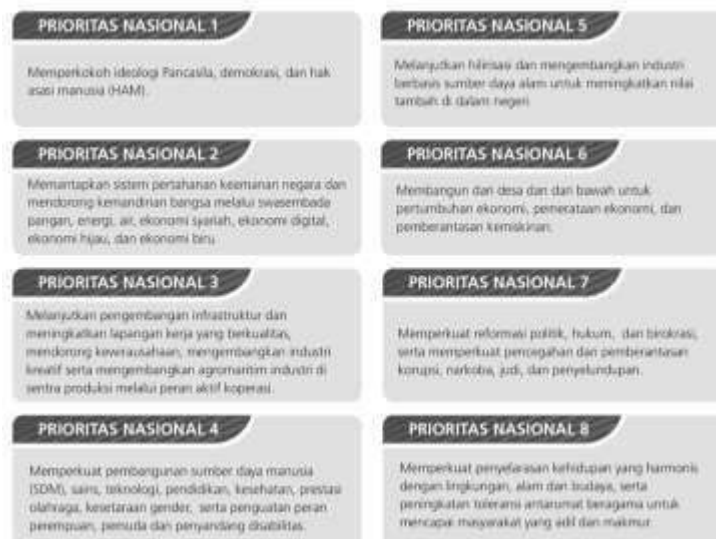 PRIORITAS NASIONAL 1
Memperkokoh ideologi Pancasila, demokrasi, dan hak
asasi manusia (HAM).
PRIORITAS NASIONAL 2
Memantapkan sistem pertahanan keamanan negara dan
mendorong kemandirian bangsa melalui swasembada
pangan, energi, air, ekonomi syariah, ekonomi digital,
ekonomi hijau, dan ekonomi biru.
PRIORITAS NASIONAL 3
Melanjutkan pengembangan infrastruktur dan
meningkatkan lapangan kerja yang berkualitas,
mendorong kewirausahaan, mengembangkan industri
kreatif serta mengembangkan agromaritim industri di
sentra produksi melalui peran aktif koperasi.
PRIORITAS NASIONAL 4
Memperkuat pembangunan sumber daya manusia
(SDM), sains, teknologi, pendidikan, kesehatan, prestasi
olahraga, kesetaraan gender, serta penguatan peran
perempuan, pemuda dan penyandang disabilitas.
PRIORITAS NASIONAL 5
Melanjutkan hilirisasi dan mengembangkan industri
berbasis sumber daya alam untuk meningkatkan nilai
tambah di dalam negeri.
PRIORITAS NASIONAL 6
Membangun dari desa dan dari bawah untuk
pertumbuhan ekonomi, pemerataan ekonomi, dan
pemberantasan kemiskinan.
PRIORITAS NASIONAL 7
Memperkuat reformasi politik, hukum, dan birokrasi,
serta memperkuat pencegahan dan pemberantasan
korupsi, narkoba, judi, dan penyelundupan.
PRIORITAS NASIONAL 8
Memperkuat penyelarasan kehidupan yang harmonis
dengan lingkungan, alam dan budaya, serta
peningkatan toleransi antarumat beragama untuk
mencapai masyarakat yang adil dan makmur.